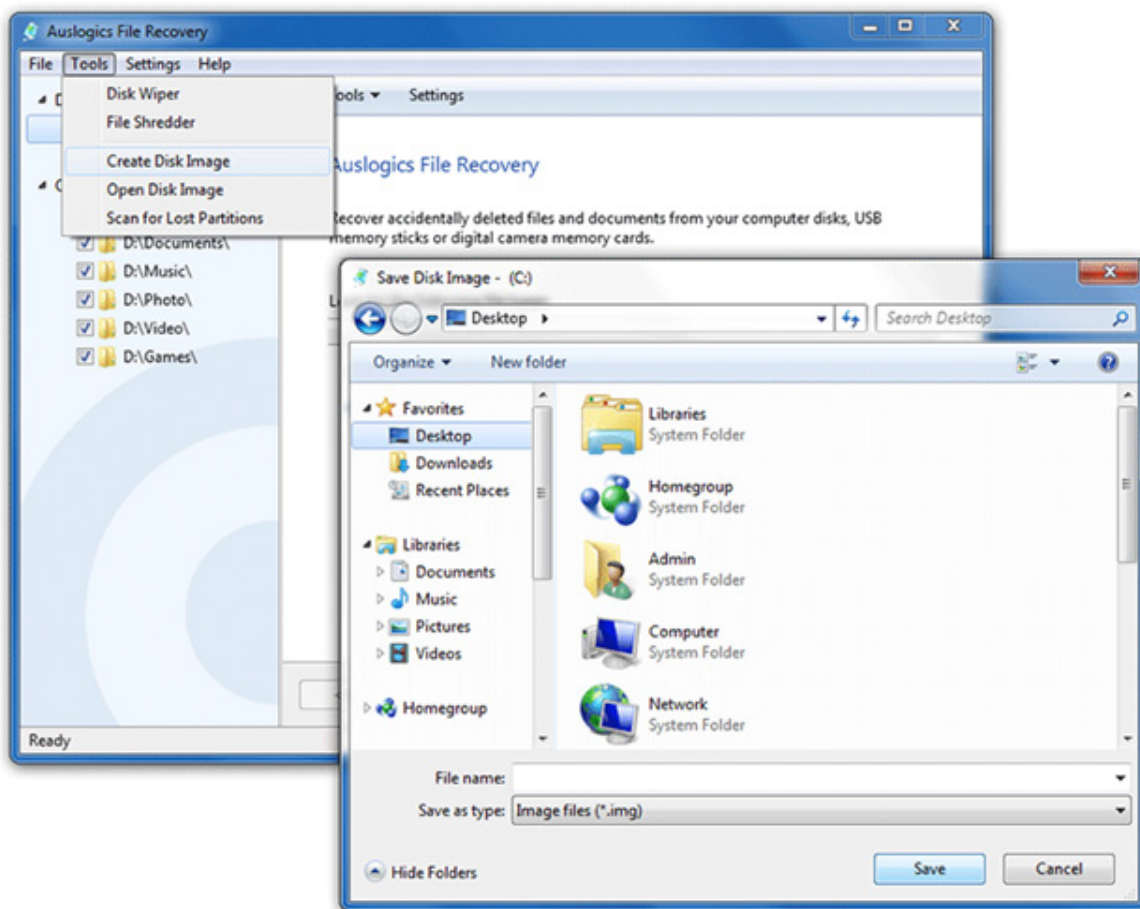 Auslogics File Recovery
File Tools Settings Help
Disk Wiper
File Shredder
Create Disk Image
Open Disk Image
Scan for Lost Partitions
Settings
Auslogics File Recovery
Recover accidentally deleted files and documents from your computer disks, USB
memory sticks or digital camera memory cards.
D:\Documents\
D:\Music\
D:\Photo\
D:\Video\
D:\Games\
Ready
Save Disk Image - (C:)
Desktop
Search Desktop
Organize
New folder
Favorites
Desktop
Downloads
Recent Places
Libraries
Documents
Music
Pictures
Videos
Homegroup
Libraries
System Folder
Homegroup
System Folder
Admin
System Folder
Computer
System Folder
Network
System Folder
File name:
Save as type: Image files (*.img)
Hide Folders
Save
Cancel